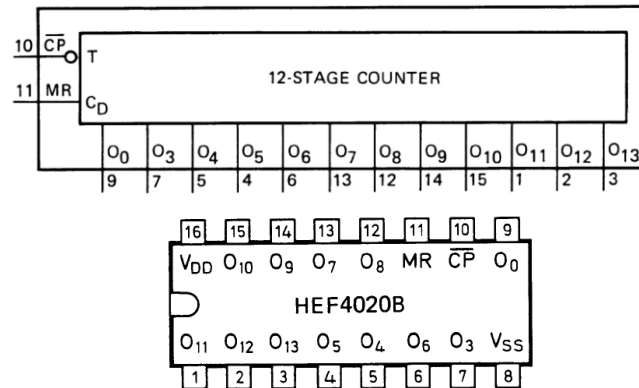 10 CP T
12-STAGE COUNTER
11 MR CD
O0 O3 O4 O5 O6 O7 O8 O9 O10 O11 O12 O13
9 7 5 4 6 13 12 14 15 1 2 3
16 15 14 13 12 11 10 9
VDD O10 O9 O7 O8 MR CP O0
HEF4020B
O11 O12 O13 O5 O4 O6 O3 VSS
1 2 3 4 5 6 7 8